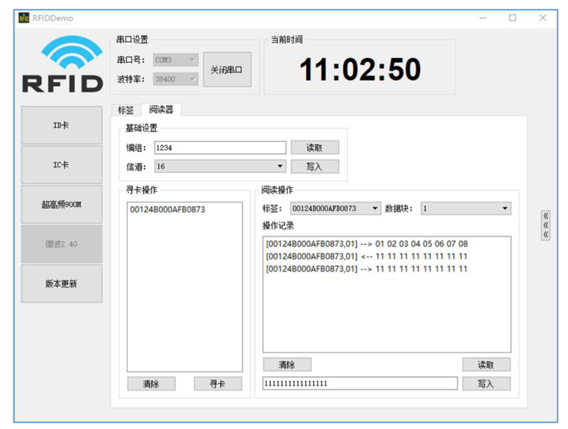 RFIDDemo
串口设置
串口号： COM3
波特率： 38400
关闭串口
当前时间
11:02:50
RFID
ID卡
IC卡
超高频900M
微波2.4G
版本更新
标签 阅读器
基础设置
编组： 1234 读取
信道： 16 写入
寻卡操作
00124B000AFB0873
清除 寻卡
阅读操作
标签： 00124B000AFB0873 数据块： 1
操作记录
[00124B000AFB0873,01] --> 01 02 03 04 05 06 07 08
[00124B000AFB0873,01] <-- 11 11 11 11 11 11 11 11
[00124B000AFB0873,01] --> 11 11 11 11 11 11 11 11
清除 读取
1111111111111111 写入